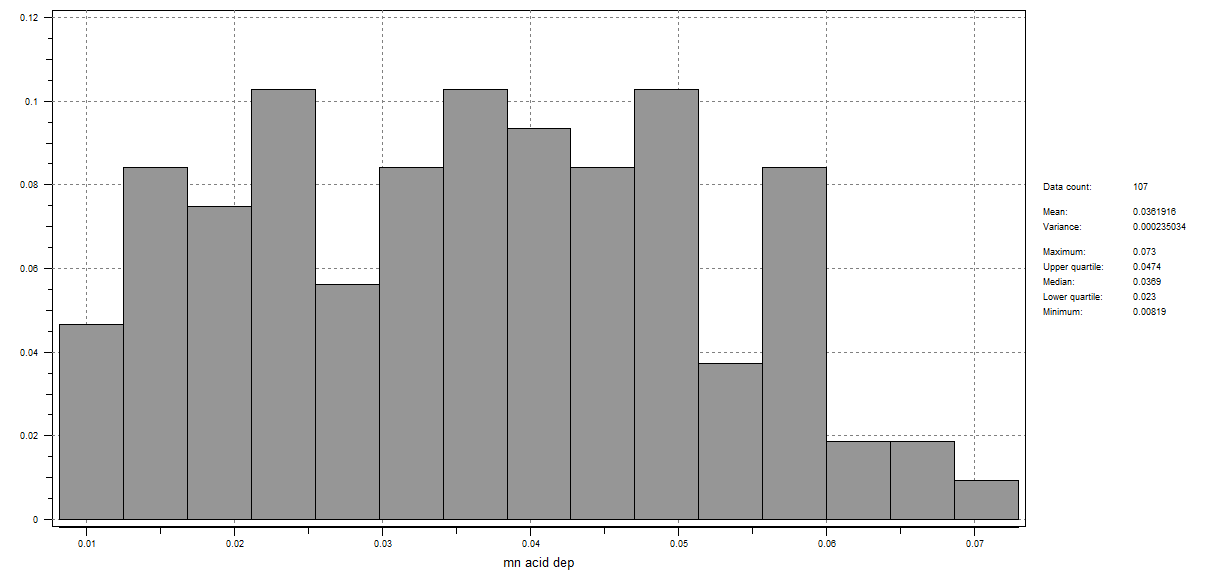 0.12
0.1
0.08
0.06
0.04
0.02
0
0.01 0.02 0.03 0.04 0.05 0.06 0.07
mn acid dep
Data count: 107
Mean: 0.0361916
Variance: 0.000235034
Maximum: 0.073
Upper quartile: 0.0474
Median: 0.0369
Lower quartile: 0.023
Minimum: 0.00819